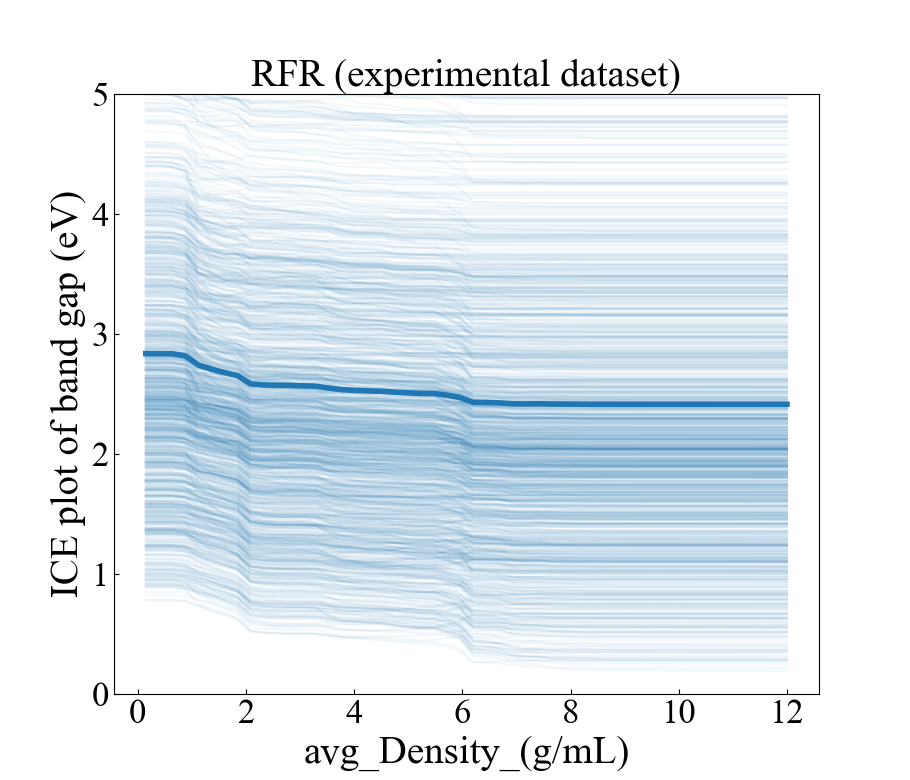 RFR (experimental dataset)
ICE plot of band gap (eV)
5
4
3
2
1
0
0 2 4 6 8 10 12
avg_Density_(g/mL)